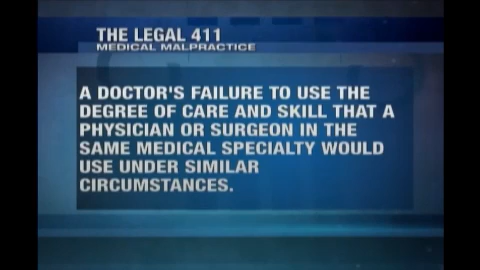 THE LEGAL 411
MEDICAL MALPRACTICE
A DOCTOR'S FAILURE TO USE THE
DEGREE OF CARE AND SKILL THAT A
PHYSICIAN OR SURGEON IN THE
SAME MEDICAL SPECIALTY WOULD
USE UNDER SIMILAR
CIRCUMSTANCES.